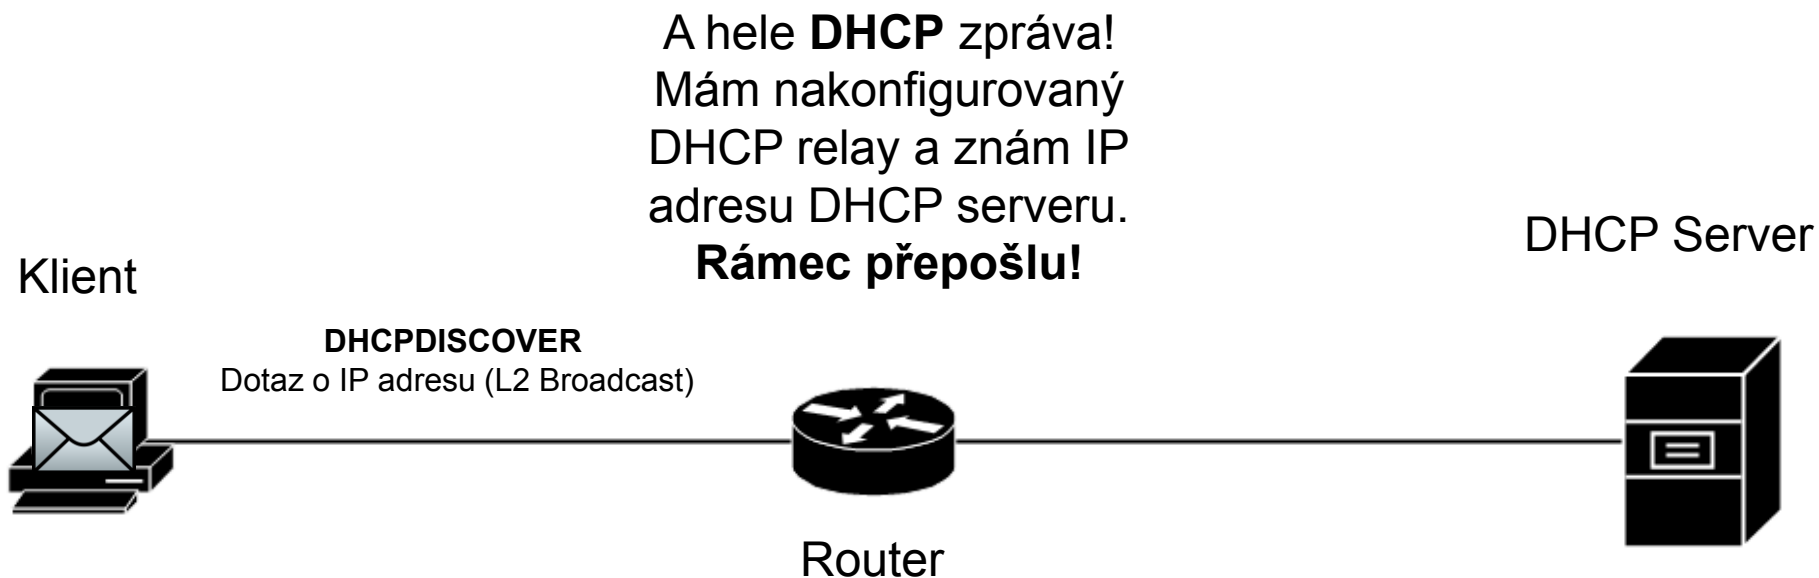 A hele DHCP zpráva!
Mám nakonfigurovaný
DHCP relay a znám IP
adresu DHCP serveru.
Rámec přepošlu!
DHCP Server
Klient
DHCPDISCOVER
Dotaz o IP adresu (L2 Broadcast)
Router